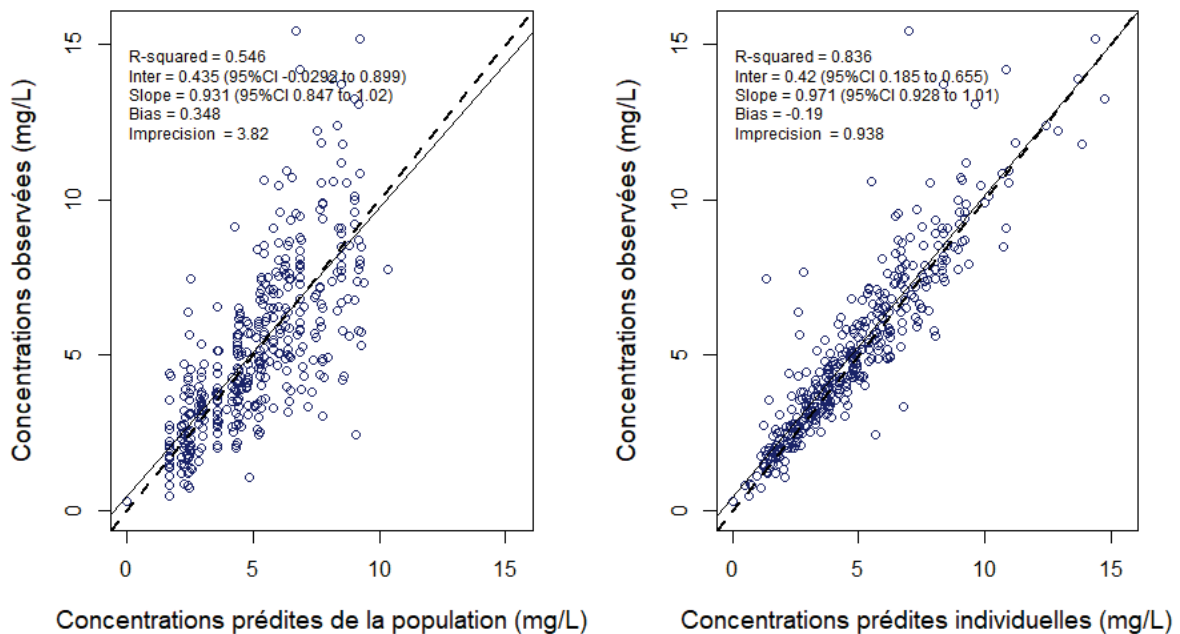 R-squared = 0.546
Inter = 0.435 (95%CI -0.0292 to 0.899)
Slope = 0.931 (95%CI 0.847 to 1.02)
Bias = 0.348
Imprecision = 3.82
Concentrations observées (mg/L)
15
10
5
0
0 5 10 15
Concentrations prédites de la population (mg/L)
R-squared = 0.836
Inter = 0.42 (95%CI 0.185 to 0.655)
Slope = 0.971 (95%CI 0.928 to 1.01)
Bias = -0.19
Imprecision = 0.938
Concentrations observées (mg/L)
15
10
5
0
0 5 10 15
Concentrations prédites individuelles (mg/L)